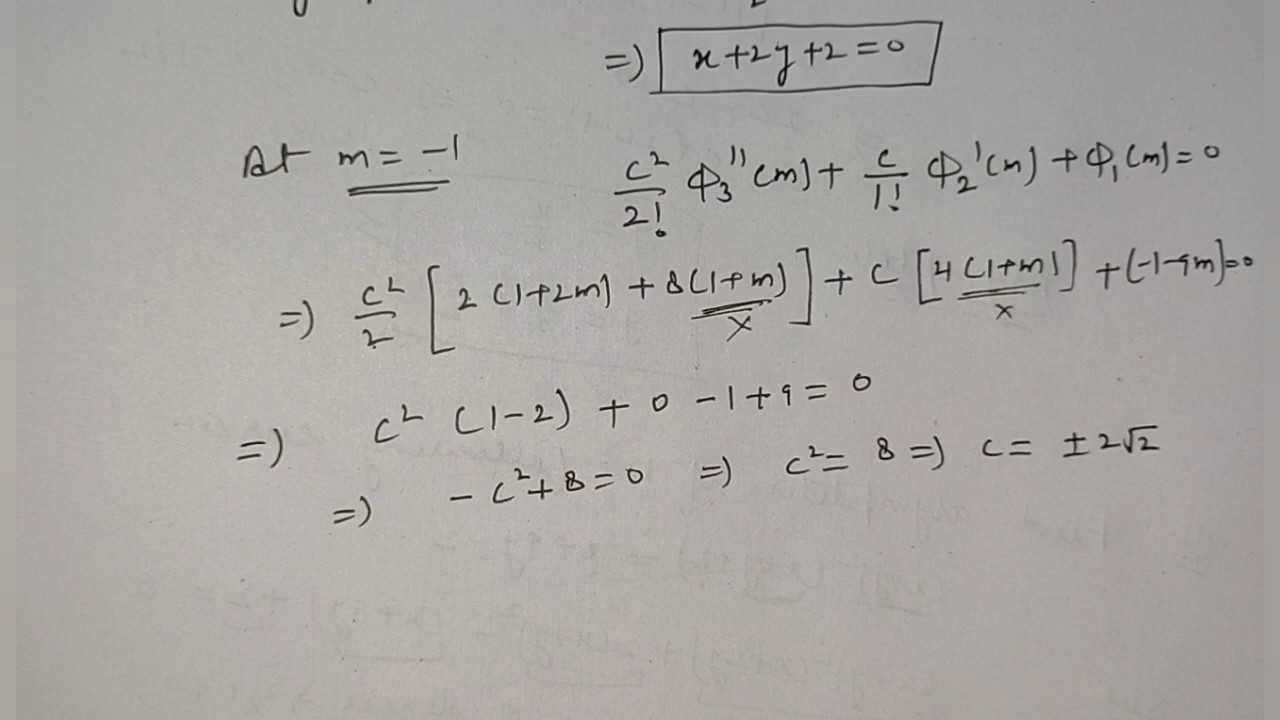 =) x+2y+2=0
At m=-1 c²/2! Φ₃''(m) + c/1! Φ₂'(m) + Φ₁(m) = 0
=) c²/2 [2(1+2m) + 8(1+m)] + c [4(1+m)] + (-1-9m)=0
x x
=) c² (1-2) + 0 -1+9 = 0
=) -c²+8=0 =) c²= 8 =) c= ±2√2